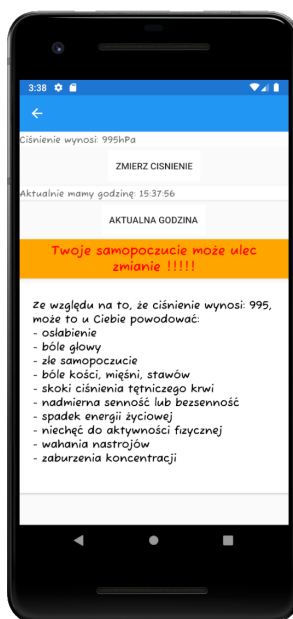 3:38
Ciśnienie wynosi: 995hPa
ZMIERZ CISNIENIE
Aktualnie mamy godzinę: 15:37:56
AKTUALNA GODZINA
Twoje samopoczucie może ulec
zmianie !!!!!
Ze względu na to, że ciśnienie wynosi: 995,
może to u Ciebie powodować:
- osłabienie
- bóle głowy
- złe samopoczucie
- bóle kości, mięśni, stawów
- skoki ciśnienia tętniczego krwi
- nadmierna senność lub bezsenność
- spadek energii życiowej
- niechęć do aktywności fizycznej
- wahania nastrojów
- zaburzenia koncentracji